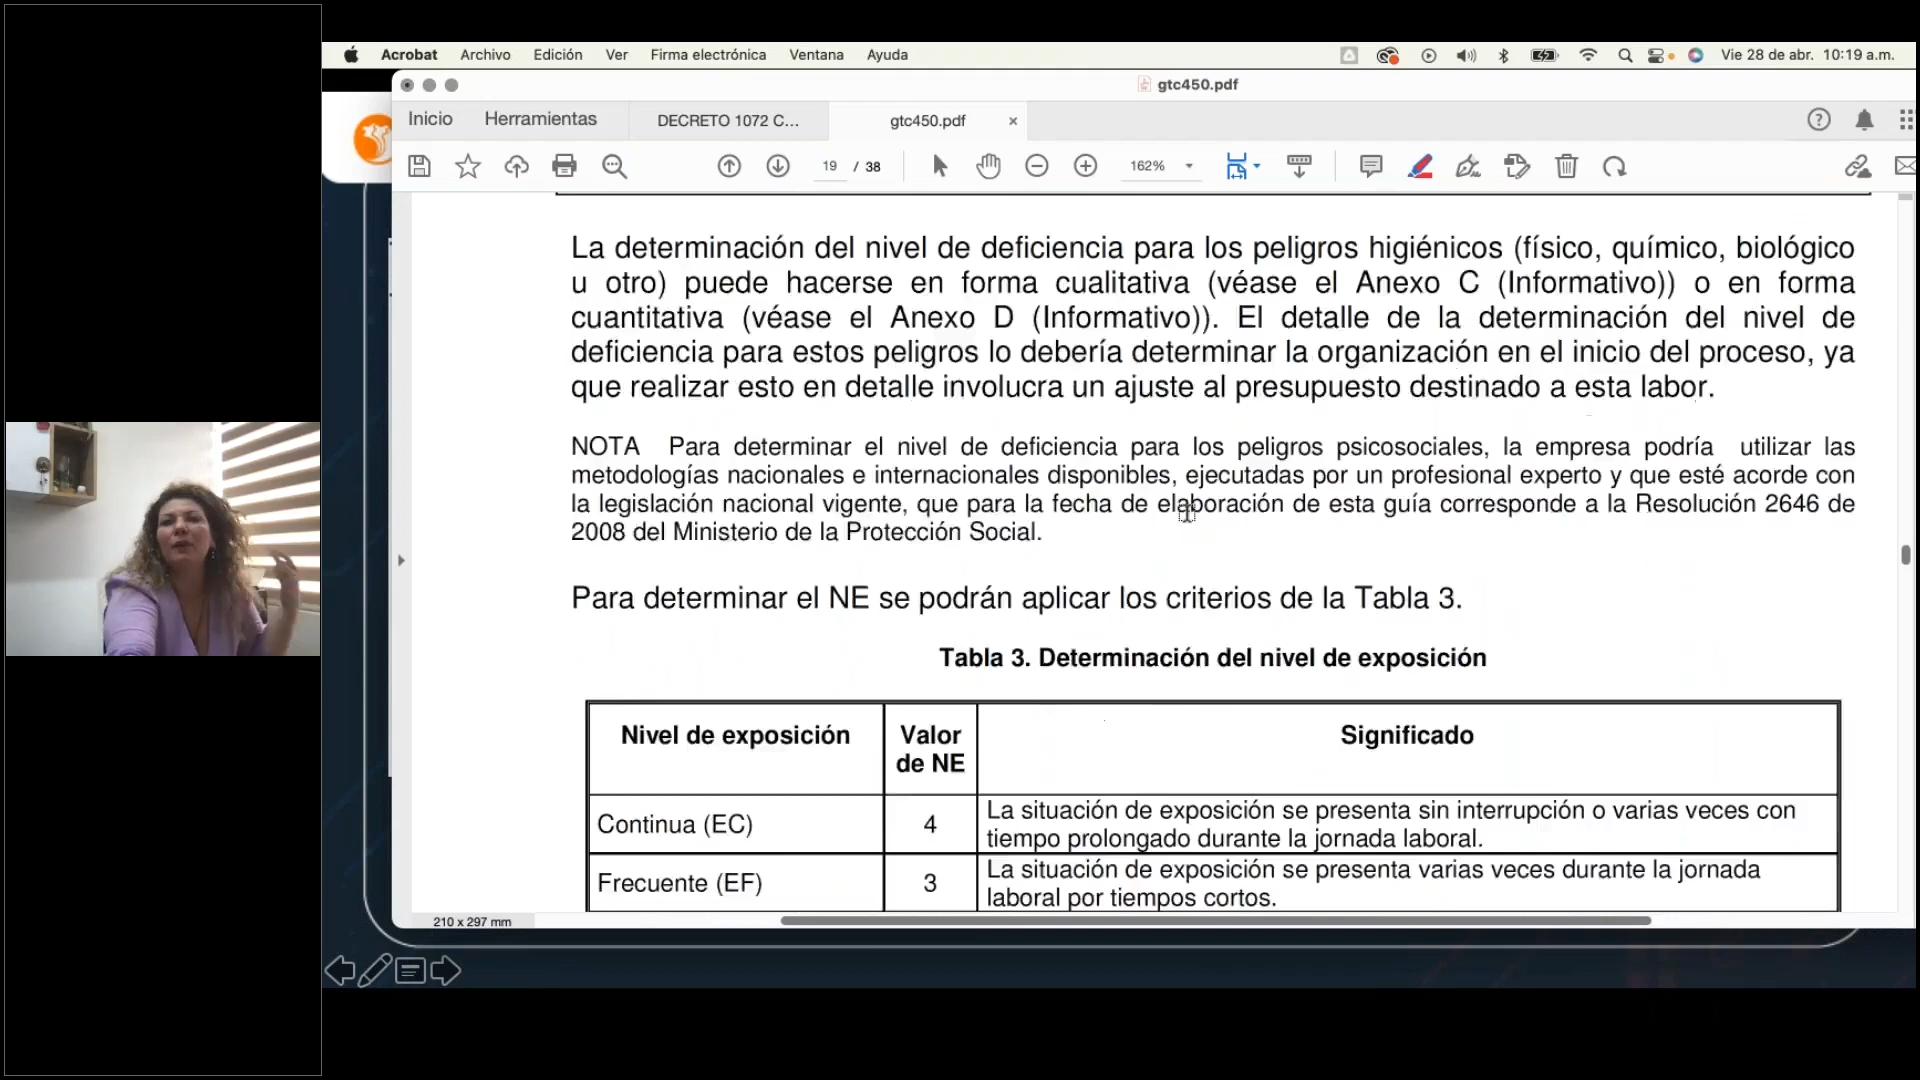 Acrobat Archivo Edición Ver Firma electrónica Ventana Ayuda Vie 28 de abr. 10:19 a.m.
gtc450.pdf
Inicio Herramientas DECRETO 1072 C... gtc450.pdf ×
19 / 38 162%
La determinación del nivel de deficiencia para los peligros higiénicos (físico, químico, biológico
u otro) puede hacerse en forma cualitativa (véase el Anexo C (Informativo)) o en forma
cuantitativa (véase el Anexo D (Informativo)). El detalle de la determinación del nivel de
deficiencia para estos peligros lo debería determinar la organización en el inicio del proceso, ya
que realizar esto en detalle involucra un ajuste al presupuesto destinado a esta labor.
NOTA Para determinar el nivel de deficiencia para los peligros psicosociales, la empresa podría utilizar las
metodologías nacionales e internacionales disponibles, ejecutadas por un profesional experto y que esté acorde con
la legislación nacional vigente, que para la fecha de elaboración de esta guía corresponde a la Resolución 2646 de
2008 del Ministerio de la Protección Social.
Para determinar el NE se podrán aplicar los criterios de la Tabla 3.
Tabla 3. Determinación del nivel de exposición
Nivel de exposición Valor Significado
de NE
Continua (EC) 4 La situación de exposición se presenta sin interrupción o varias veces con
tiempo prolongado durante la jornada laboral.
Frecuente (EF) 3 La situación de exposición se presenta varias veces durante la jornada
laboral por tiempos cortos.
210 x 297 mm